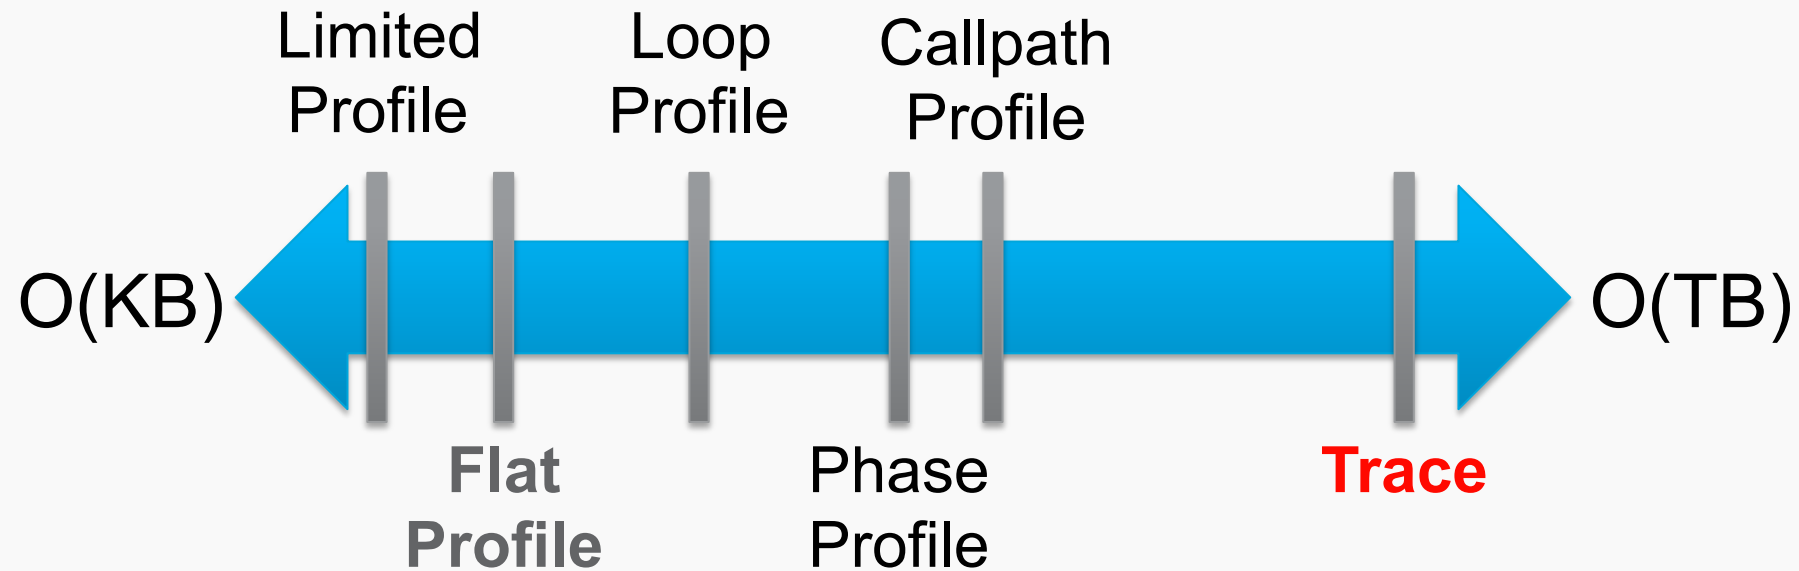 Limited
Profile
Loop
Profile
Callpath
Profile
O(KB)
O(TB)
Flat
Profile
Phase
Profile
Trace